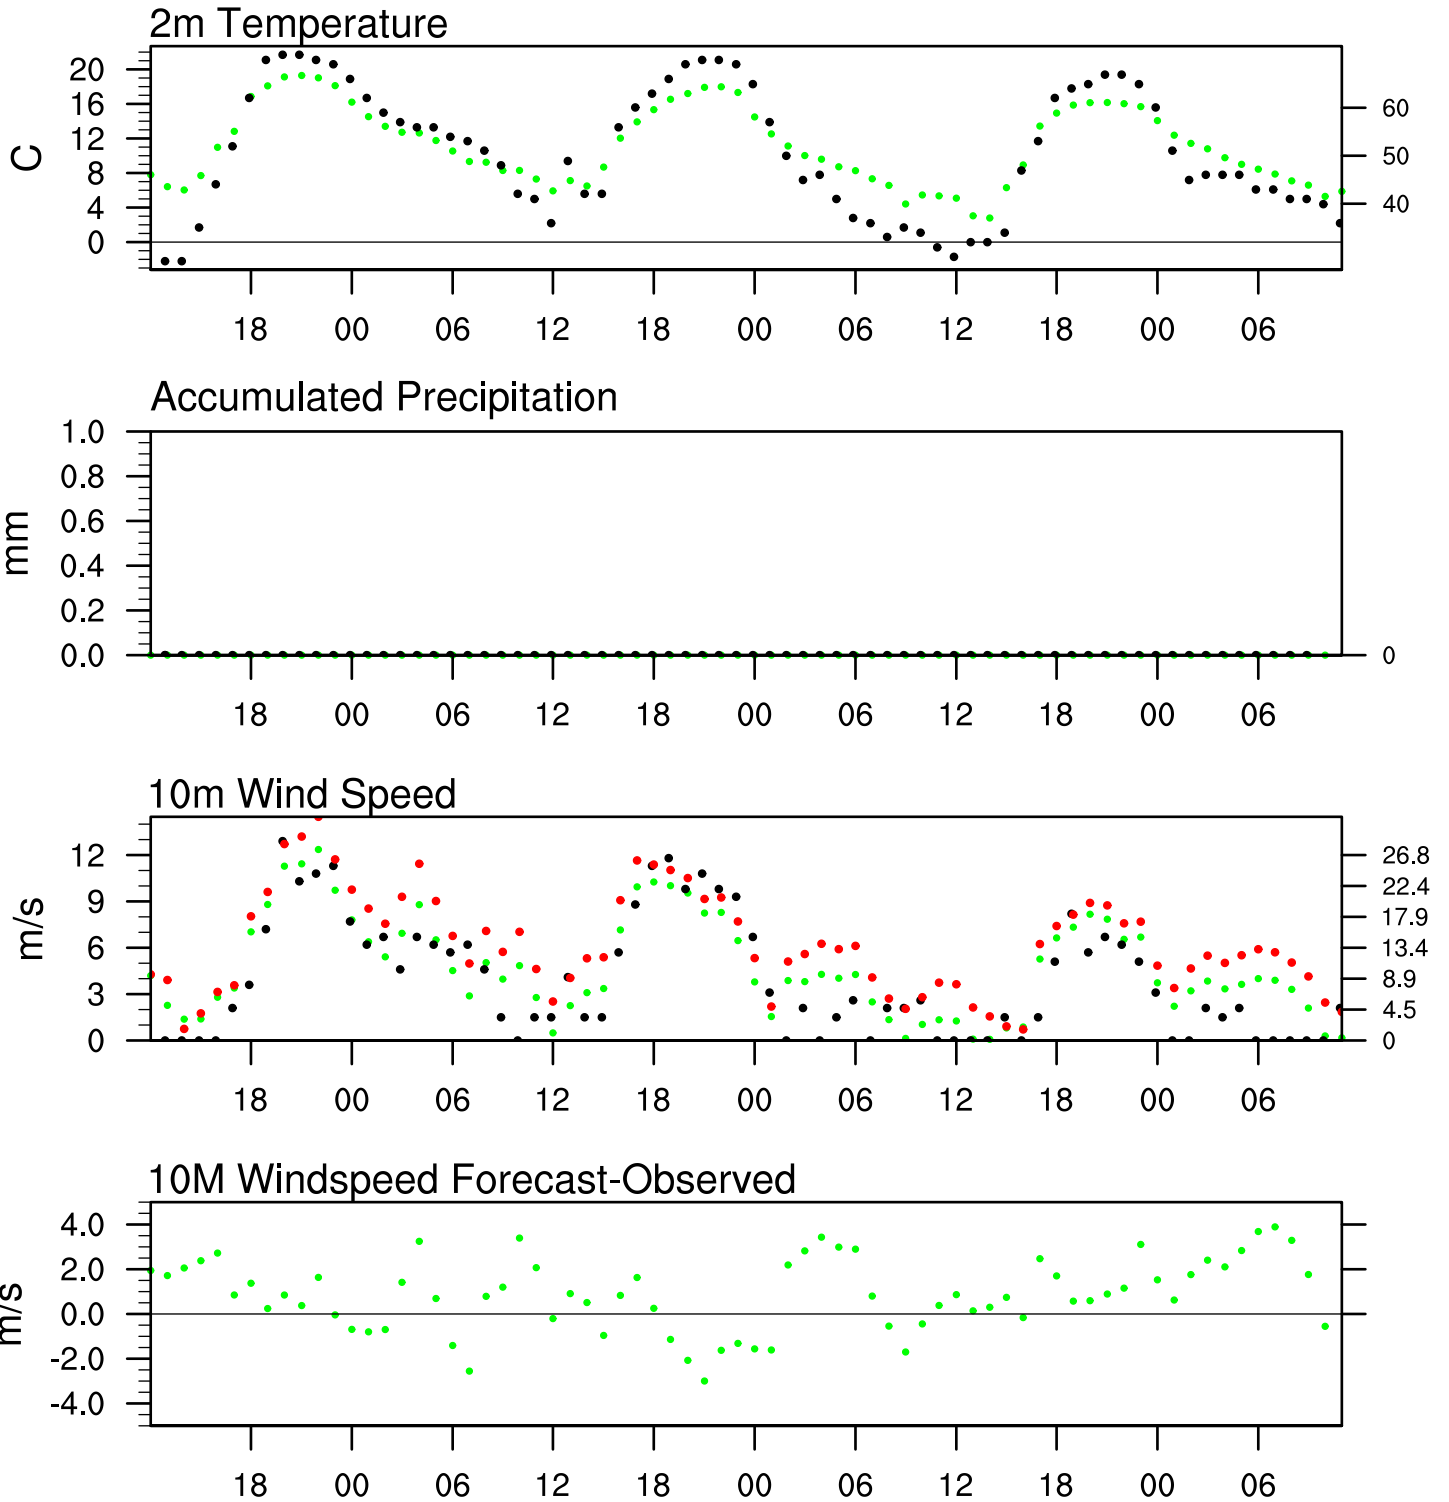 2m Temperature
20
16
12
8
4
0
C
60
50
40
18 00 06 12 18 00 06 12 18 00 06
Accumulated Precipitation
1.0
0.8
0.6
0.4
0.2
0.0
mm
0
18 00 06 12 18 00 06 12 18 00 06
10m Wind Speed
12
9
6
3
0
m/s
26.8
22.4
17.9
13.4
8.9
4.5
0
18 00 06 12 18 00 06 12 18 00 06
10M Windspeed Forecast-Observed
4.0
2.0
0.0
-2.0
-4.0
m/s
18 00 06 12 18 00 06 12 18 00 06